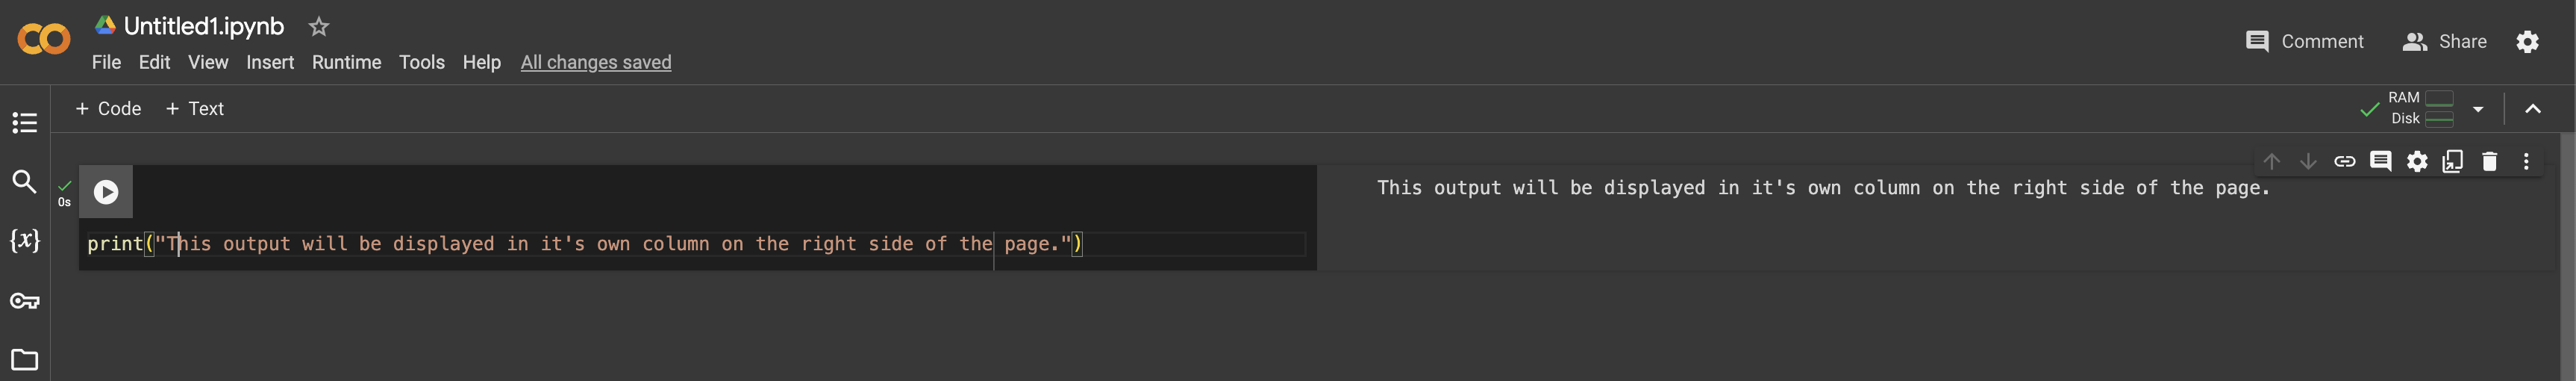 Untitled1.ipynb
File Edit View Insert Runtime Tools Help All changes saved
Comment Share
+ Code + Text
RAM
Disk
{x}
0s
print("This output will be displayed in it's own column on the right side of the page.")
This output will be displayed in it's own column on the right side of the page.